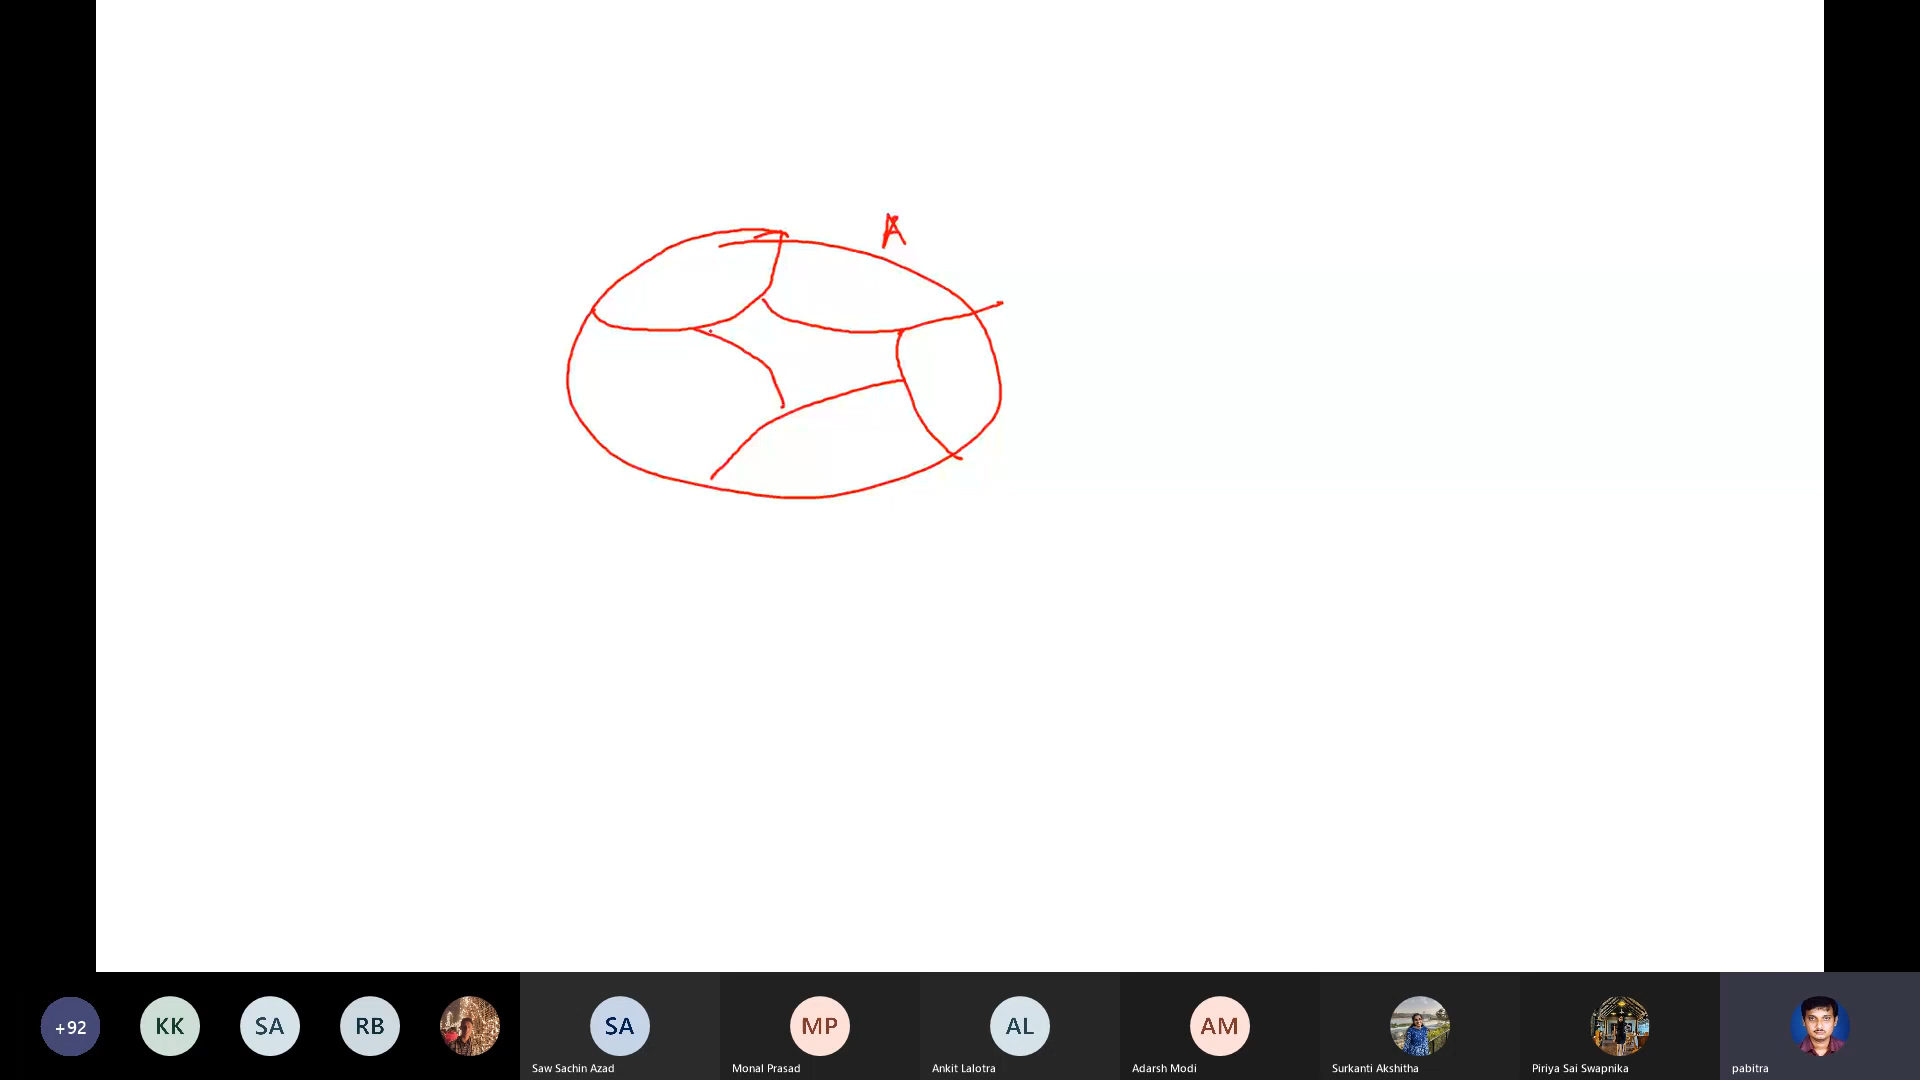 A
+92
KK
SA
RB
SA
MP
AL
AM
Saw Sachin Azad
Monal Prasad
Ankit Lalotra
Adarsh Modi
Surkanti Akshitha
Piriya Sai Swapnika
pabitra